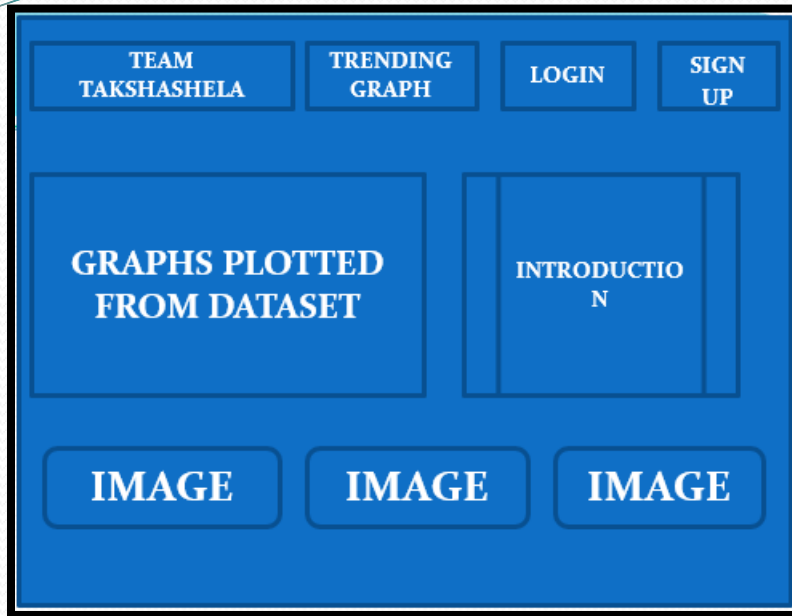 TEAM
TAKSHASHELA
TRENDING
GRAPH
LOGIN
SIGN
UP
GRAPHS PLOTTED
FROM DATASET
INTRODUCTIO
N
IMAGE
IMAGE
IMAGE